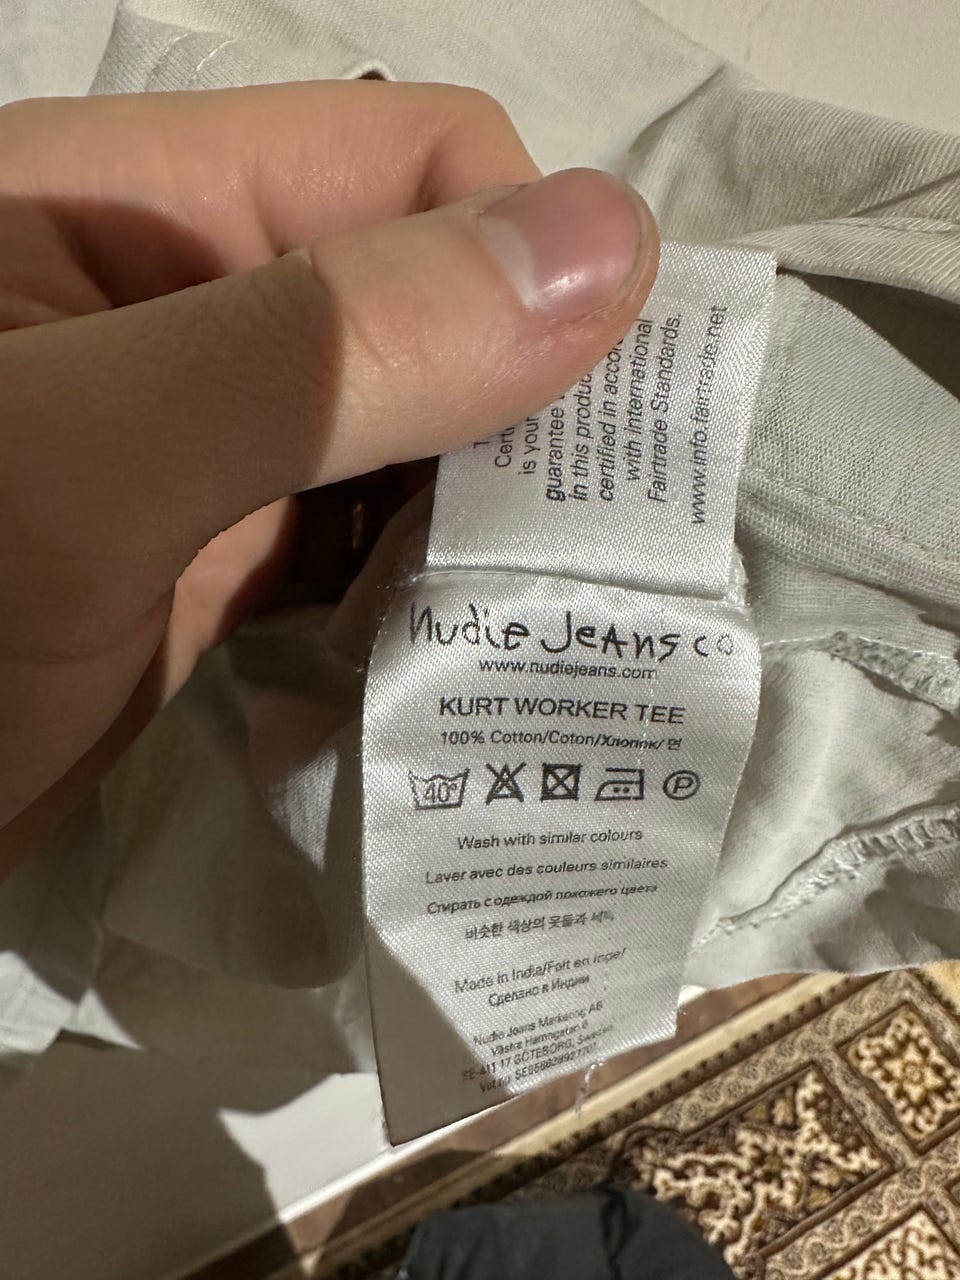 Certi
is your
guarantee
in this produc
certified in accor
with international
Fairtrade Standards.
www.info.fairtrade.net
nudie Jeans co
www.nudiejeans.com
KURT WORKER TEE
100% Cotton/Coton/Хлопок/면
40°
P
Wash with similar colours
Laver avec des couleurs similaires
Стирать с одеждой похожего цвета
비슷한 색상의 옷들과 세탁
Made in India/Fait en Inde/
Сделано в Индии
Nudie Jeans Marketing AB
Västra Hamngatan 6
SE-411 17 GÖTEBORG, Sweden